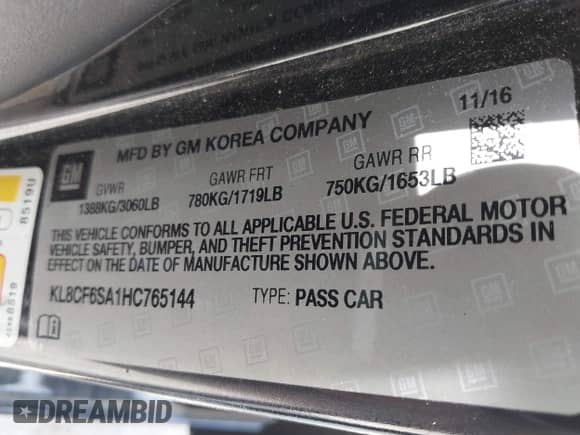 11/16
GM MFD BY GM KOREA COMPANY
GVWR GAWR FRT GAWR RR
1388KG/3060LB 780KG/1719LB 750KG/1653LB
THIS VEHICLE CONFORMS TO ALL APPLICABLE U.S. FEDERAL MOTOR
VEHICLE SAFETY, BUMPER, AND THEFT PREVENTION STANDARDS IN
EFFECT ON THE DATE OF MANUFACTURE SHOWN ABOVE.
KL8CF6SA1HC765144 TYPE: PASS CAR
DREAMBID